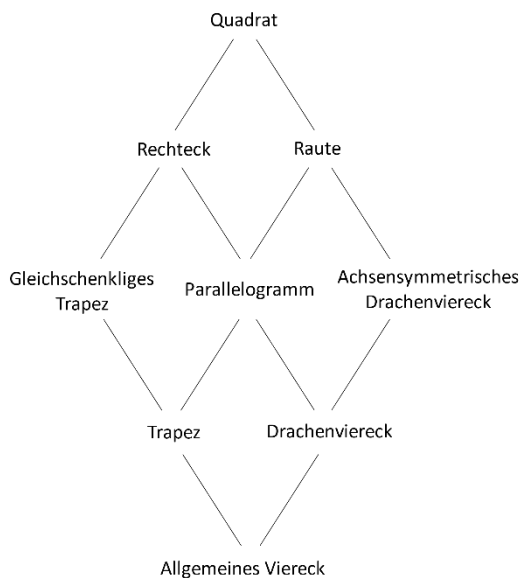 Quadrat
Rechteck
Raute
Gleichschenkliges
Trapez
Parallelogramm
Achsensymmetrisches
Drachenviereck
Trapez
Drachenviereck
Allgemeines Viereck